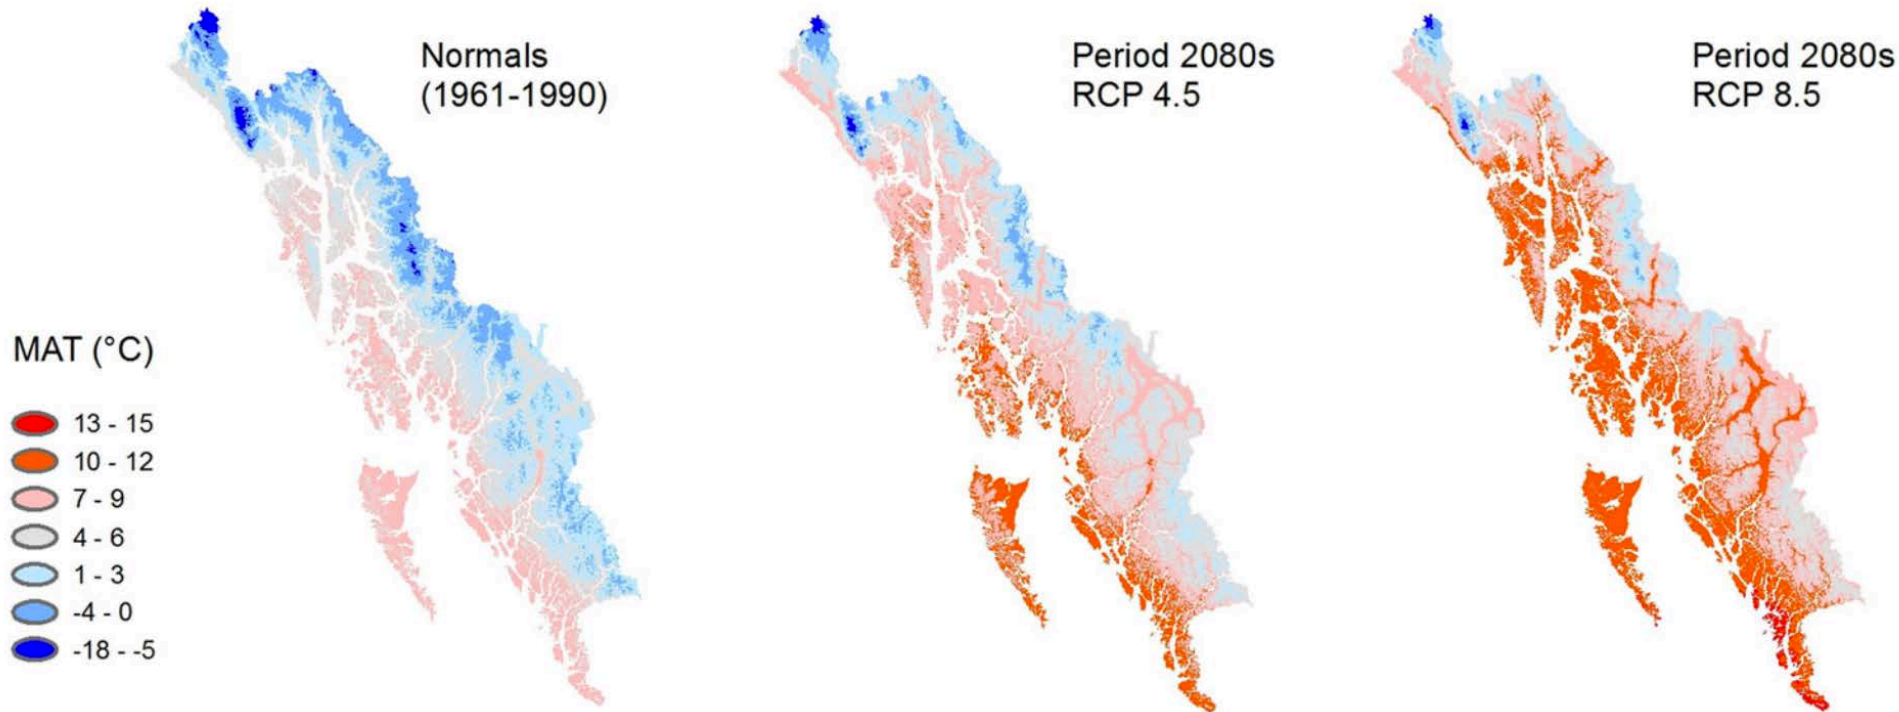 Normals
(1961-1990)
Period 2080s
RCP 4.5
Period 2080s
RCP 8.5
MAT (°C)
13 - 15
10 - 12
7 - 9
4 - 6
1 - 3
-4 - 0
-18 - -5